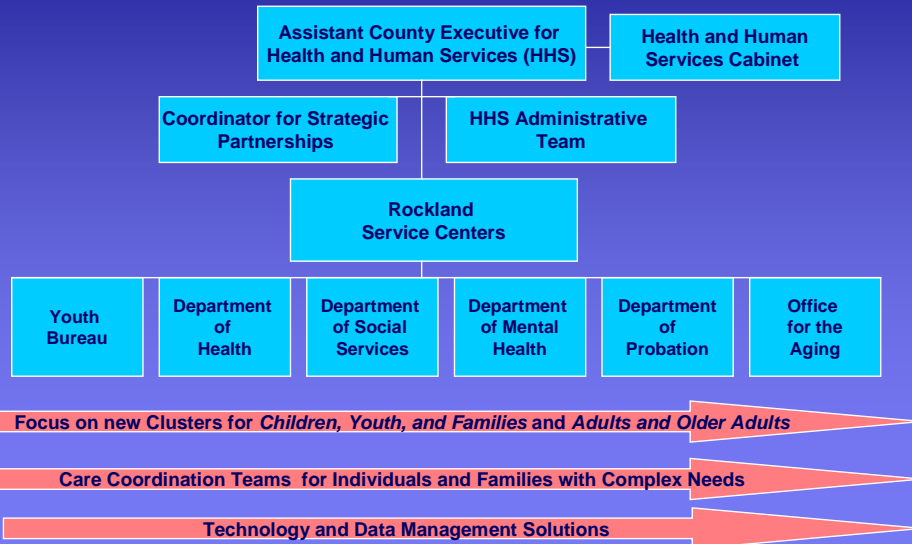 Assistant County Executive for
Health and Human Services (HHS)
Health and Human
Services Cabinet
Coordinator for Strategic
Partnerships
HHS Administrative
Team
Rockland
Service Centers
Youth
Bureau
Department
of
Health
Department
of Social
Services
Department
of Mental
Health
Department
of
Probation
Office
for the
Aging
Focus on new Clusters for Children, Youth, and Families and Adults and Older Adults
Care Coordination Teams for Individuals and Families with Complex Needs
Technology and Data Management Solutions